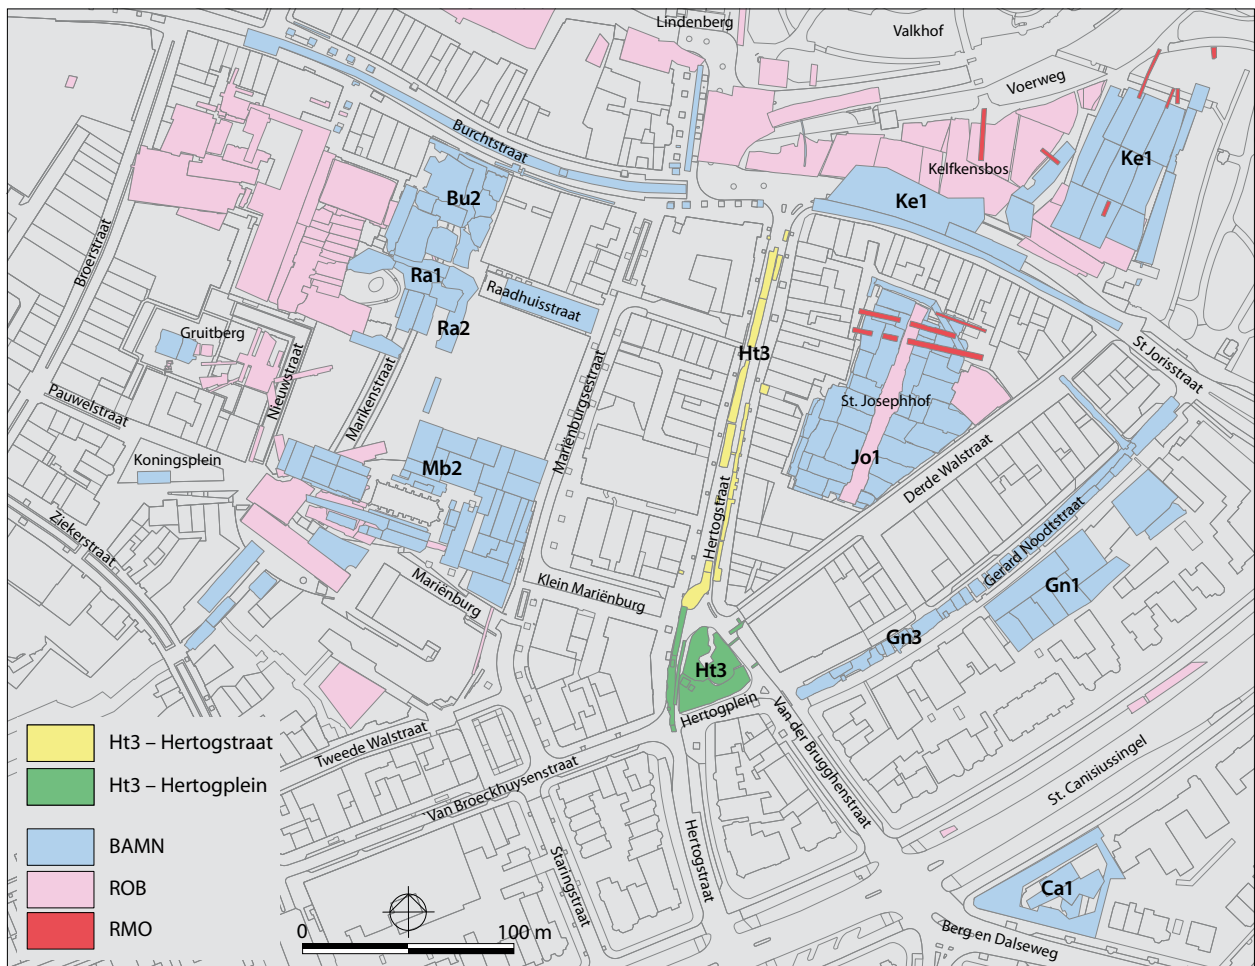 Lindenberg
Valkhof
Voerweg
Burchtstraat
Kelfkensbos
Ke1
Bu2
Ke1
Broerstraat
Ra1
Raadhuisstraat
Ra2
Gruitberg
Ht3
St Jorisstraat
Nieuwstraat
Marikenstraat
Mariënburgsestraat
Pauwelstraat
St. Josephhof
Koningsplein
Mb2
Jo1
Derde Walstraat
Ziekerstraat
Hertogstraat
Gerard Noodtstraat
Mariënburg
Klein Mariënburg
Gn1
Gn3
Ht3
Hertogplein
Van der Brugghenstraat
Tweede Walstraat
Van Broeckhuysenstraat
St. Canisiussingel
Hertogstraat
Staringstraat
Ca1
Berg en Dalseweg
Ht3 – Hertogstraat
Ht3 – Hertogplein
BAMN
ROB
RMO
0 100 m